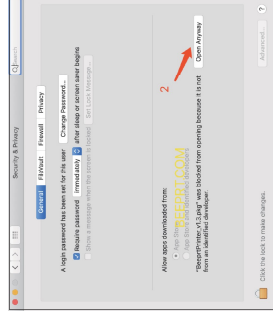 Security & Privacy
Search
General FileVault Firewall Privacy
A login password has been set for this user Change Password...
Require password immediately after sleep or screen saver begins
Show a message when the screen is locked Set Lock Message...
Allow apps downloaded from:
App Store
App Store and identified developers
2
was blocked from opening because it is not Open Anyway
from an identified developer.
Click the lock to make changes.
Advanced...
?